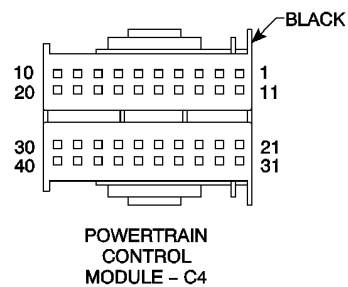 BLACK
10 1
20 11
30 21
40 31
POWERTRAIN
CONTROL
MODULE – C4